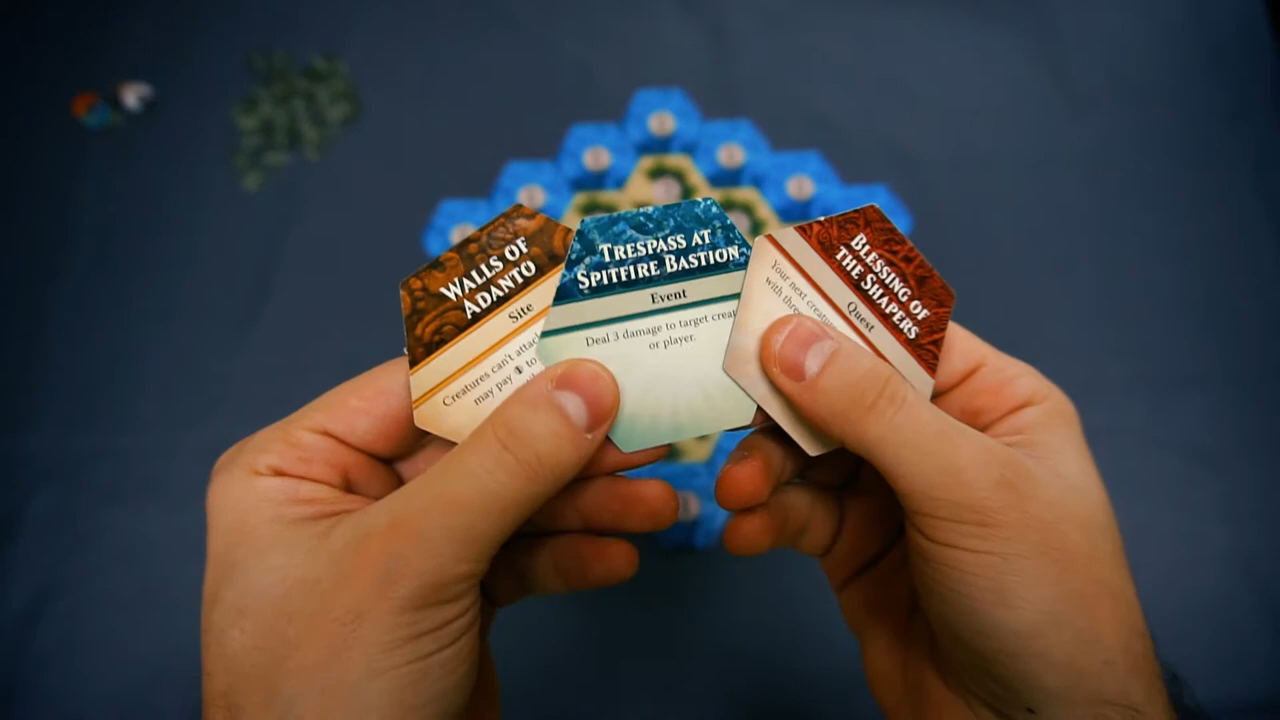 WALLS OF
ADANTO
Site
Creatures can't attac
may pay 1 to
TRESPASS AT
SPITFIRE BASTION
Event
Deal 3 damage to target creat
or player.
BLESSING OF
THE SHAPERS
Quest
Your next creature
with thre